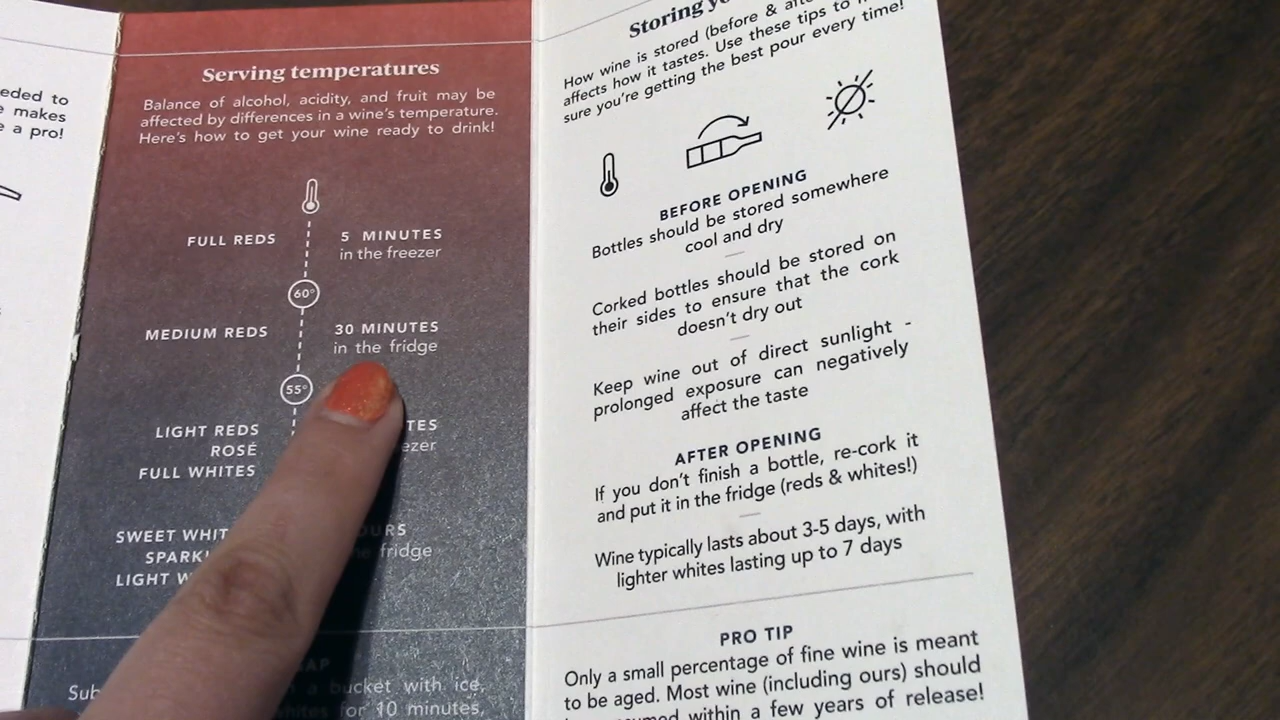 eded to
makes
a pro!
Serving temperatures
Balance of alcohol, acidity, and fruit may be
affected by differences in a wine's temperature.
Here's how to get your wine ready to drink!
FULL REDS
5 MINUTES
in the freezer
60°
MEDIUM REDS
30 MINUTES
in the fridge
55°
LIGHT REDS
ROSÉ
FULL WHITES
SWEET
fridge
LIGHT
bucket with ice,
for 10 minutes,
Storing
How wine is stored (before &
affects how it tastes. Use these tips to
sure you're getting the best pour every time!
BEFORE OPENING
Bottles should be stored somewhere
cool and dry
Corked bottles should be stored on
their sides to ensure that the cork
doesn't dry out
Keep wine out of direct sunlight -
prolonged exposure can negatively
affect the taste
AFTER OPENING
If you don't finish a bottle, re-cork it
and put it in the fridge (reds & whites!)
Wine typically lasts about 3-5 days, with
lighter whites lasting up to 7 days
PRO TIP
Only a small percentage of fine wine is meant
to be aged. Most wine (including ours) should
within a few years of release!